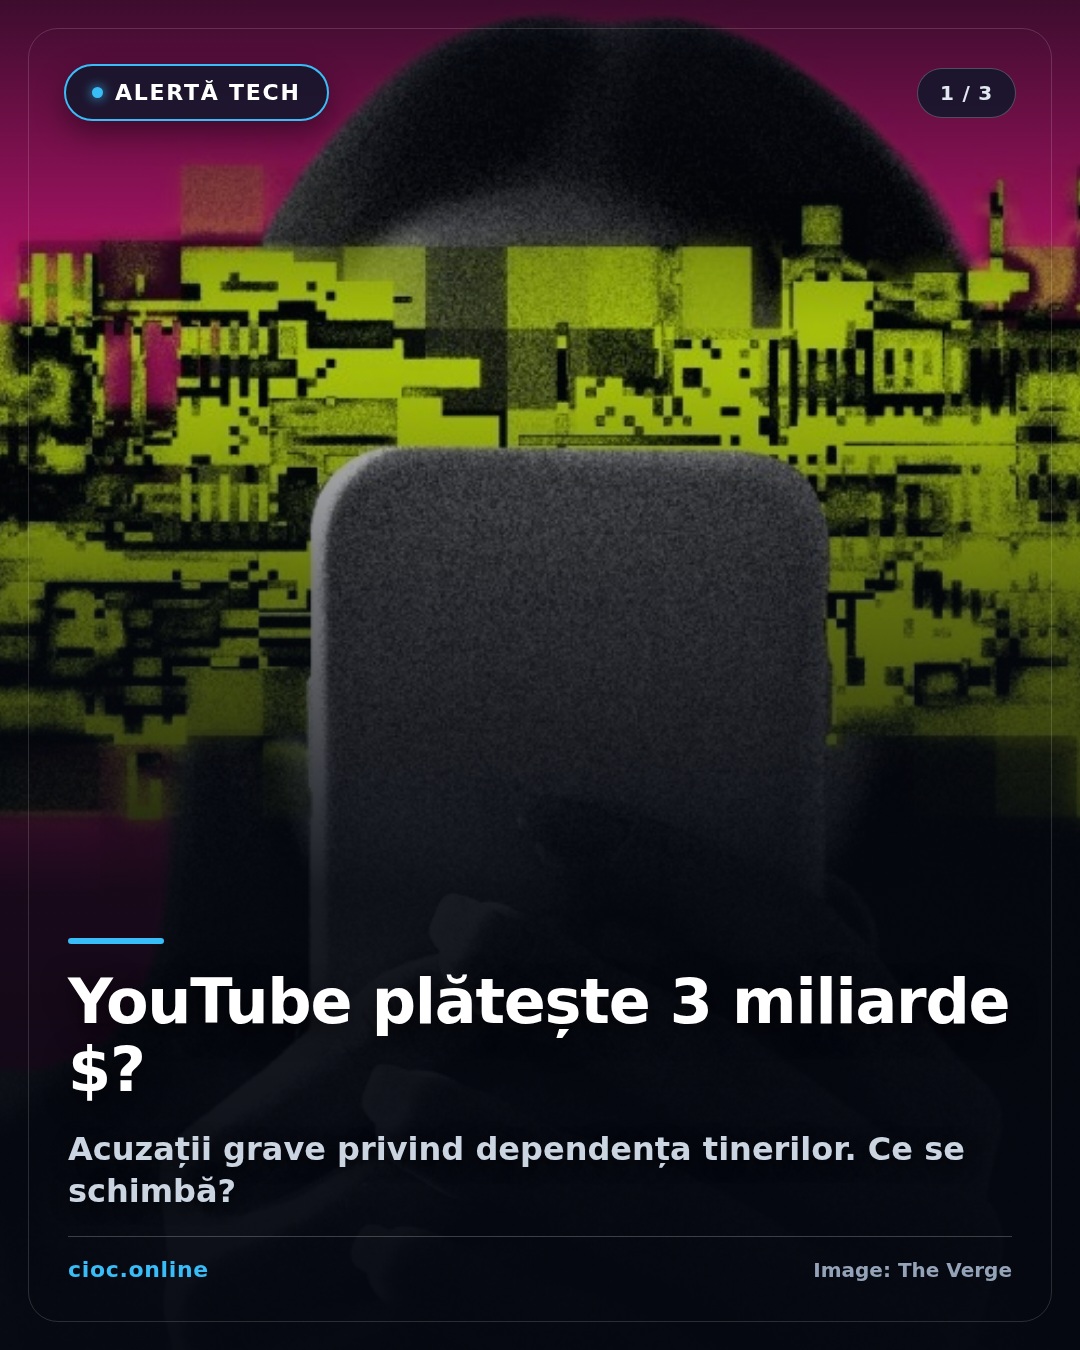 ALERTĂ TECH
1 / 3
YouTube plătește 3 miliarde
$?
Acuzații grave privind dependența tinerilor. Ce se
schimbă?
cioc.online
Image: The Verge